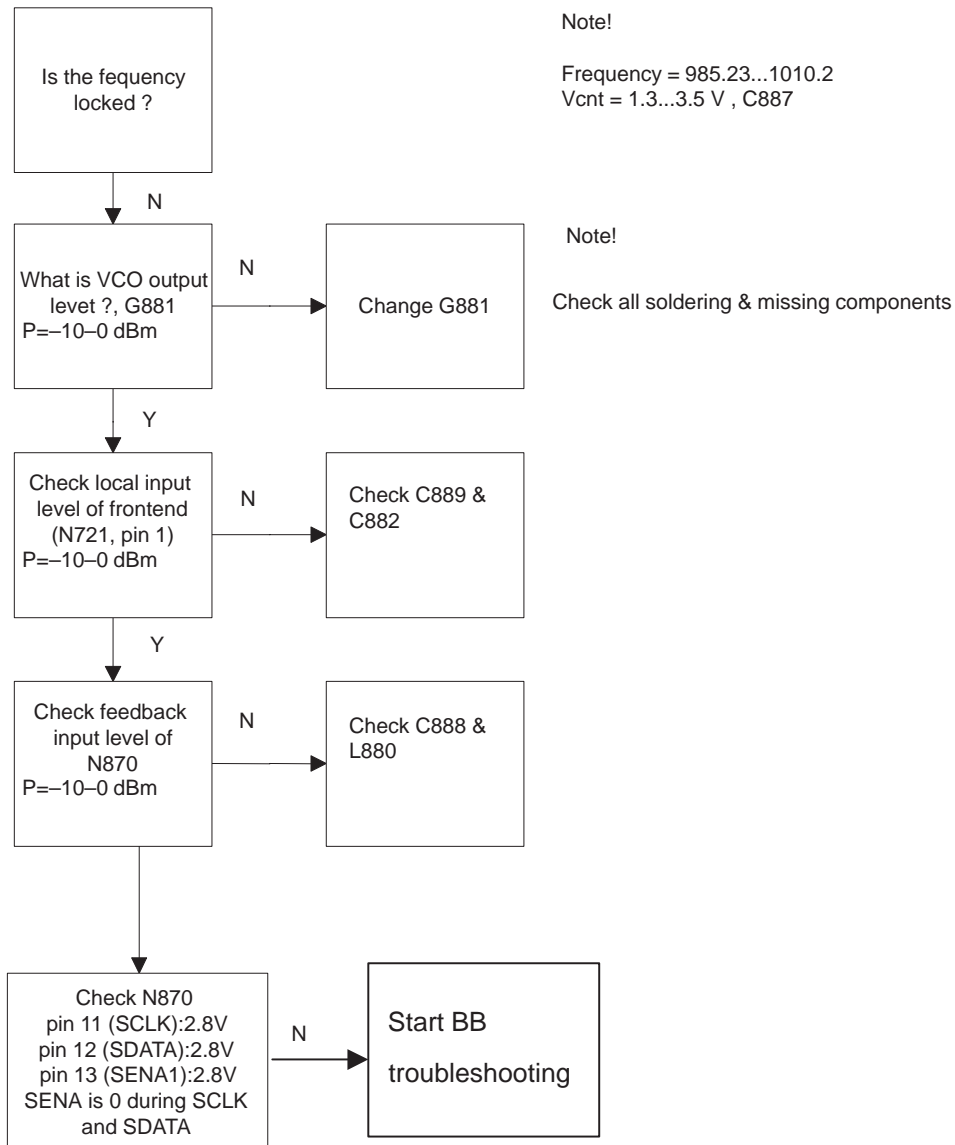 Is the fequency
locked ?
Note!
Frequency = 985.23...1010.2
Vcnt = 1.3...3.5 V , C887
N
What is VCO output
levet ?, G881
P=–10–0 dBm
N
Change G881
Note!
Check all soldering & missing components
Y
Check local input
level of frontend
(N721, pin 1)
P=–10–0 dBm
N
Check C889 &
C882
Y
Check feedback
input level of
N870
P=–10–0 dBm
N
Check C888 &
L880
Check N870
pin 11 (SCLK):2.8V
pin 12 (SDATA):2.8V
pin 13 (SENA1):2.8V
SENA is 0 during SCLK
and SDATA
N
Start BB
troubleshooting